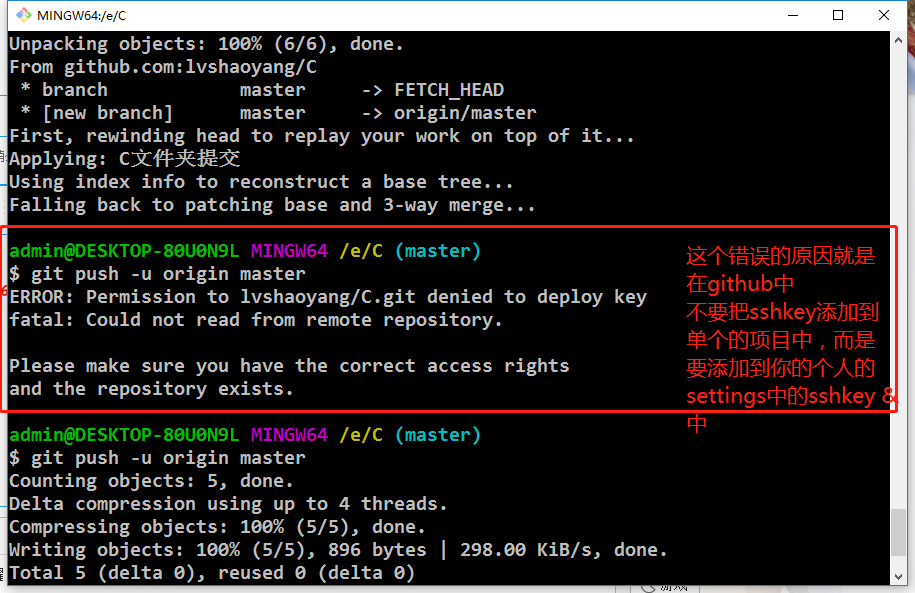 MINGW64:/e/C
Unpacking objects: 100% (6/6), done.
From github.com:lvshaoyang/C
 * branch            master     -> FETCH_HEAD
 * [new branch]      master     -> origin/master
First, rewinding head to replay your work on top of it...
Applying: C文件夹提交
Using index info to reconstruct a base tree...
Falling back to patching base and 3-way merge...
admin@DESKTOP-80U0N9L MINGW64 /e/C (master)
$ git push -u origin master
ERROR: Permission to lvshaoyang/C.git denied to deploy key
fatal: Could not read from remote repository.
Please make sure you have the correct access rights
and the repository exists.
这个错误的原因就是
在github中
不要把sshkey添加到
单个的项目中，而是
要添加到你的个人的
settings中的sshkey &
中
admin@DESKTOP-80U0N9L MINGW64 /e/C (master)
$ git push -u origin master
Counting objects: 5, done.
Delta compression using up to 4 threads.
Compressing objects: 100% (5/5), done.
Writing objects: 100% (5/5), 896 bytes | 298.00 KiB/s, done.
Total 5 (delta 0), reused 0 (delta 0)